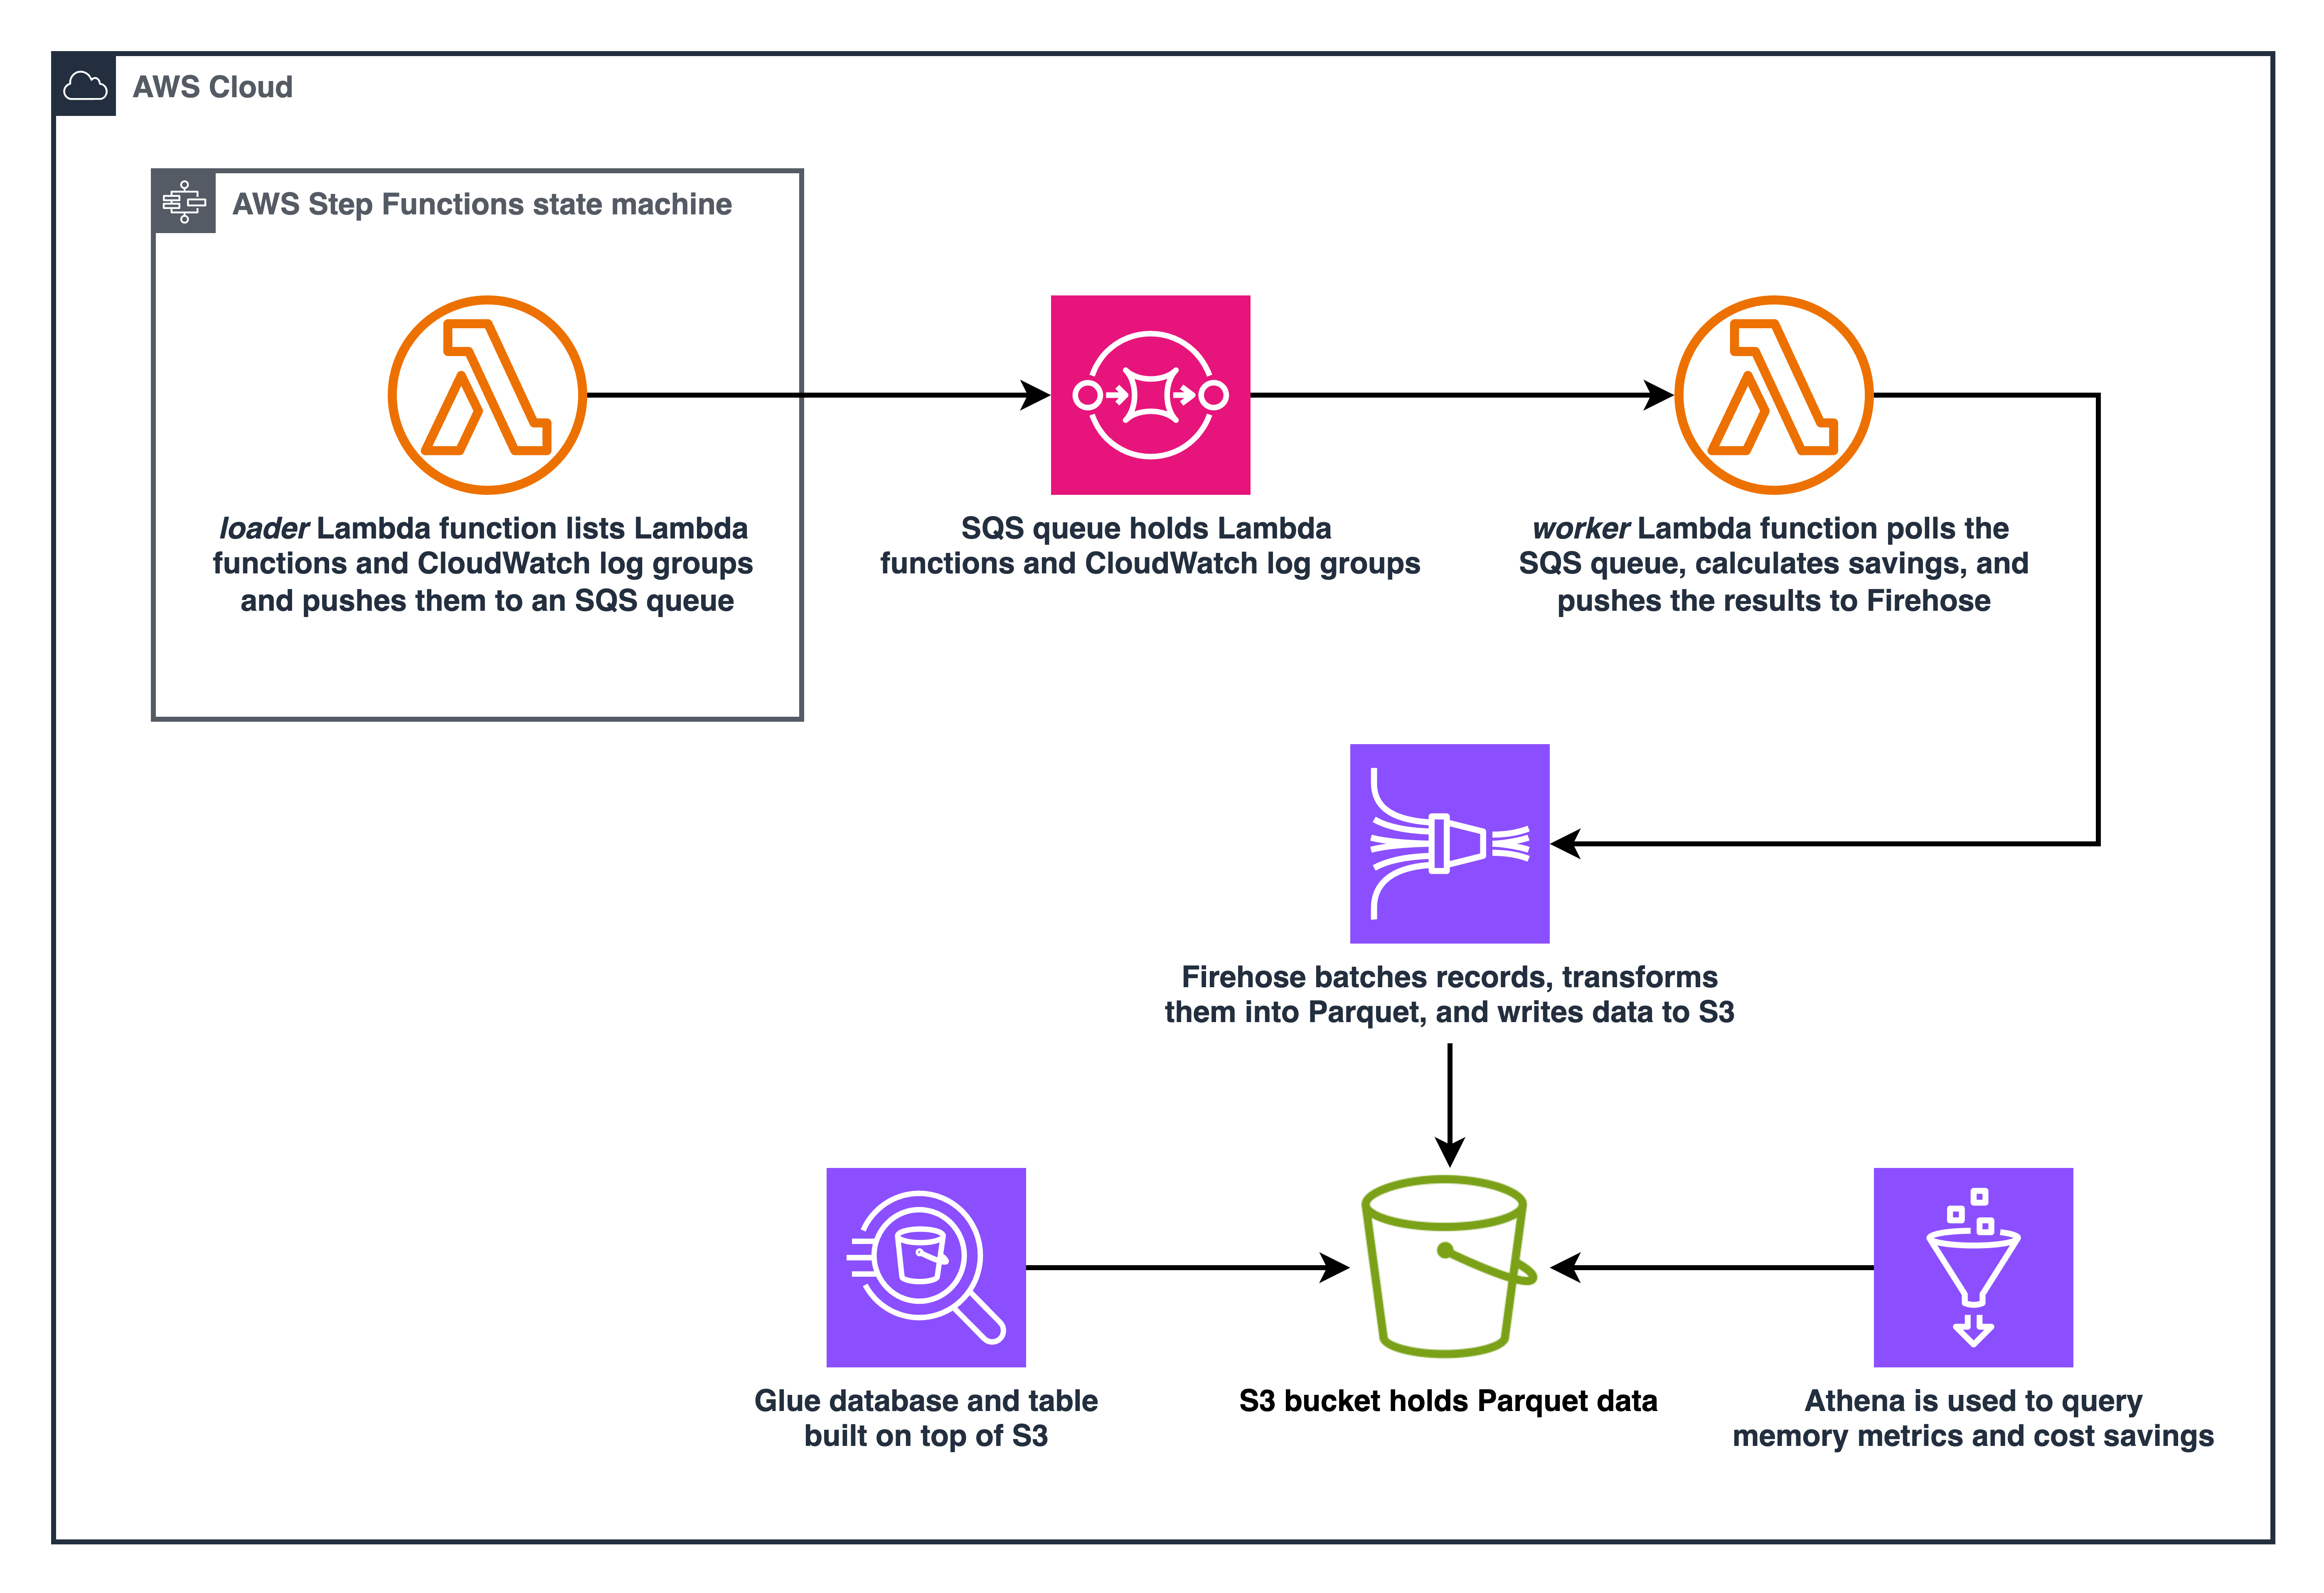 AWS Cloud
AWS Step Functions state machine
loader Lambda function lists Lambda
functions and CloudWatch log groups
and pushes them to an SQS queue
SQS queue holds Lambda
functions and CloudWatch log groups
worker Lambda function polls the
SQS queue, calculates savings, and
pushes the results to Firehose
Firehose batches records, transforms
them into Parquet, and writes data to S3
Glue database and table
built on top of S3
S3 bucket holds Parquet data
Athena is used to query
memory metrics and cost savings